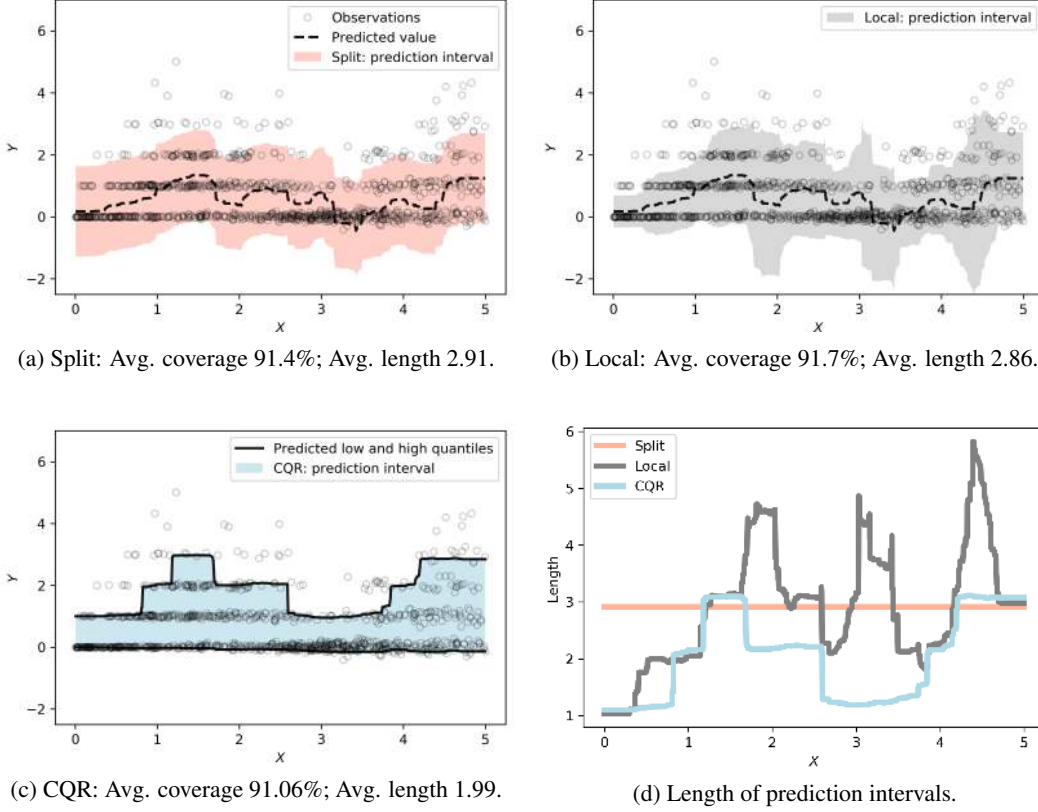 Observations
Predicted value
Split: prediction interval
6
4
2
0
−2
Y
0 1 2 3 4 5
X
(a) Split: Avg. coverage 91.4%; Avg. length 2.91.
Local: prediction interval
6
4
2
0
−2
Y
0 1 2 3 4 5
X
(b) Local: Avg. coverage 91.7%; Avg. length 2.86.
Predicted low and high quantiles
CQR: prediction interval
6
4
2
0
−2
Y
0 1 2 3 4 5
X
(c) CQR: Avg. coverage 91.06%; Avg. length 1.99.
Split
Local
CQR
6
5
4
3
2
1
Length
0 1 2 3 4 5
X
(d) Length of prediction intervals.